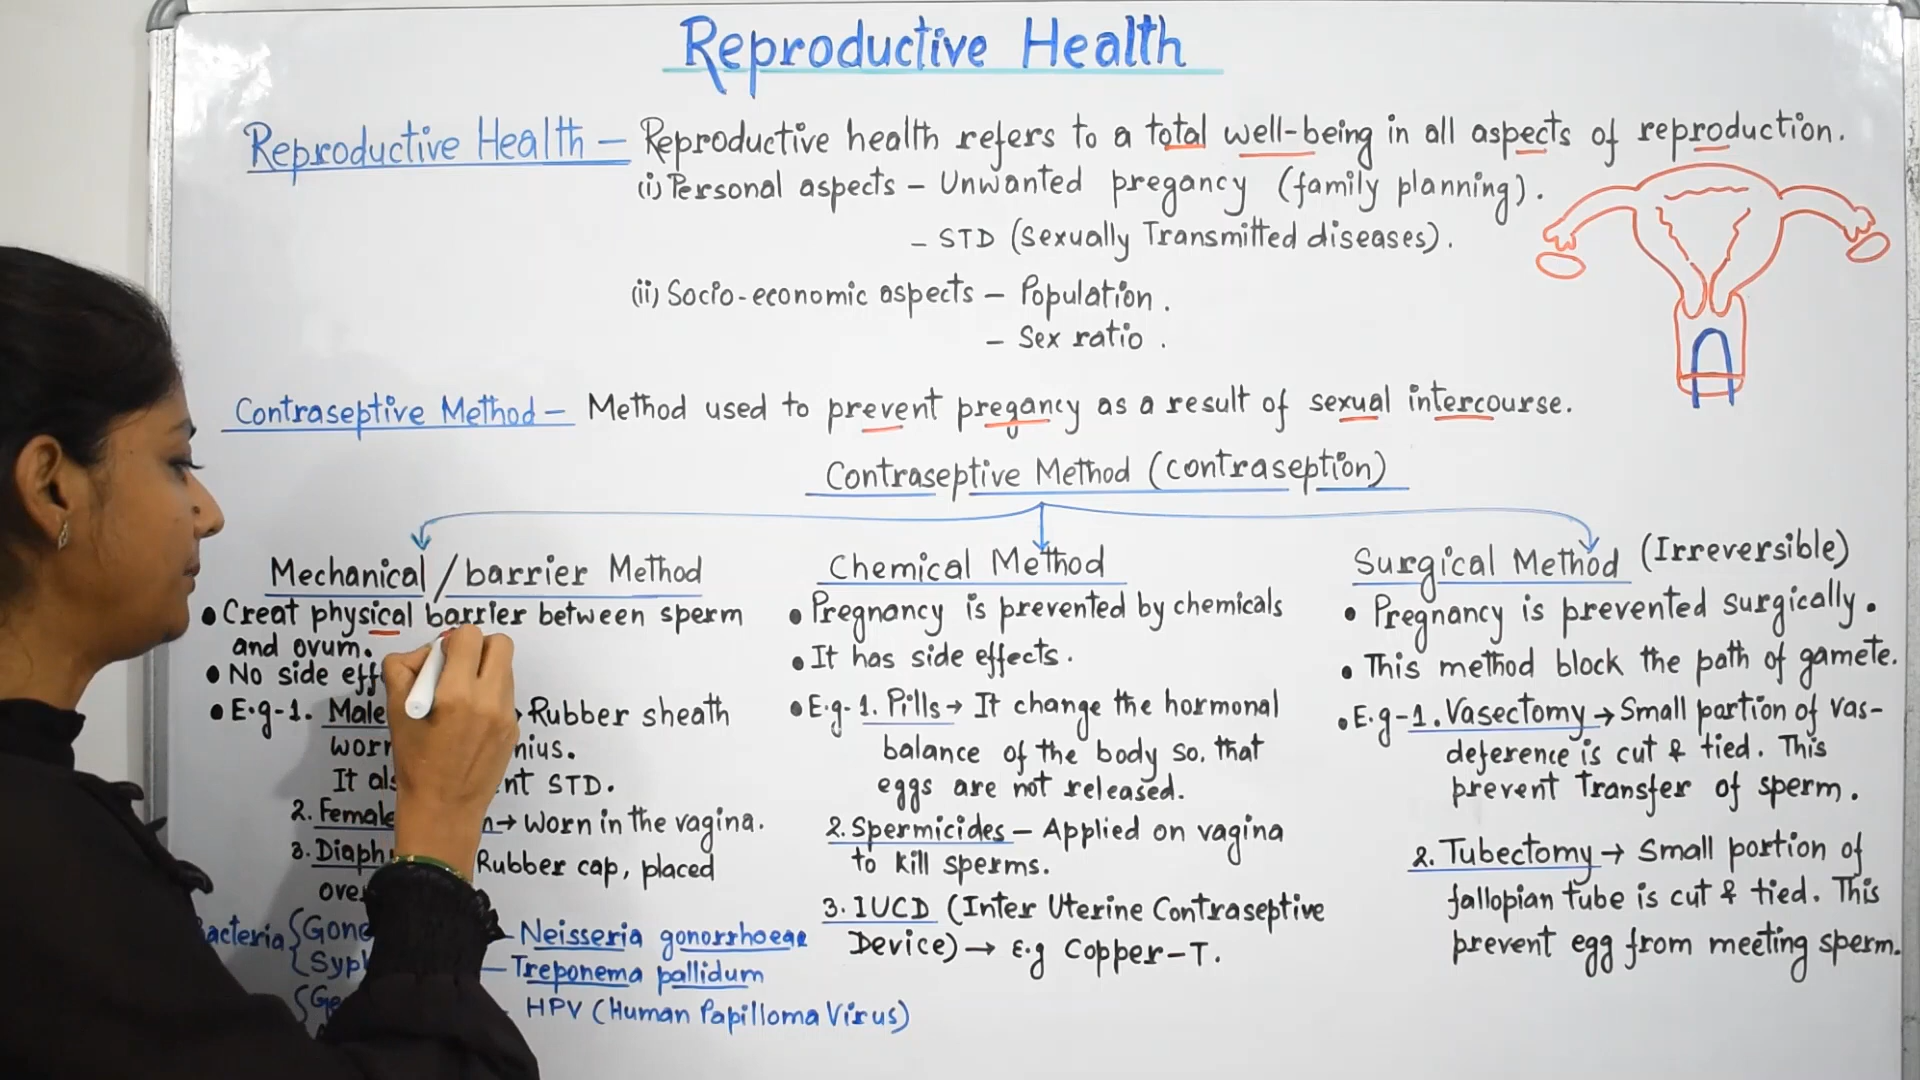 Reproductive Health
Reproductive Health – Reproductive health refers to a total well-being in all aspects of reproduction.
(i) Personal aspects – Unwanted pregancy (family planning).
– STD (Sexually Transmitted diseases).
(ii) Socio-economic aspects – Population.
– Sex ratio.
Contraseptive Method – Method used to prevent pregancy as a result of sexual intercourse.
Contraseptive Method (contraseption)
Mechanical / barrier Method
• Creat physical barrier between sperm
and ovum.
• No side
• E.g-1. Male → Rubber sheath
It STD.
2. Female → Worn in the vagina.
3. Rubber cap, placed
Bacteria
– Neisseria gonorrhoeae
– Treponema pallidum
HPV (Human Papilloma Virus)
Chemical Method
• Pregnancy is prevented by chemicals
• It has side effects.
• E.g- 1. Pills → It change the hormonal
balance of the body so, that
eggs are not released.
2. Spermicides – Applied on vagina
to kill sperms.
3. IUCD (Inter Uterine Contraseptive
Device) → E.g Copper-T.
Surgical Method (Irreversible)
• Pregnancy is prevented surgically.
• This method block the path of gamete.
• E.g-1. Vasectomy → Small portion of vas-
deference is cut & tied. This
prevent transfer of sperm.
2. Tubectomy → Small portion of
fallopian tube is cut & tied. This
prevent egg from meeting sperm.